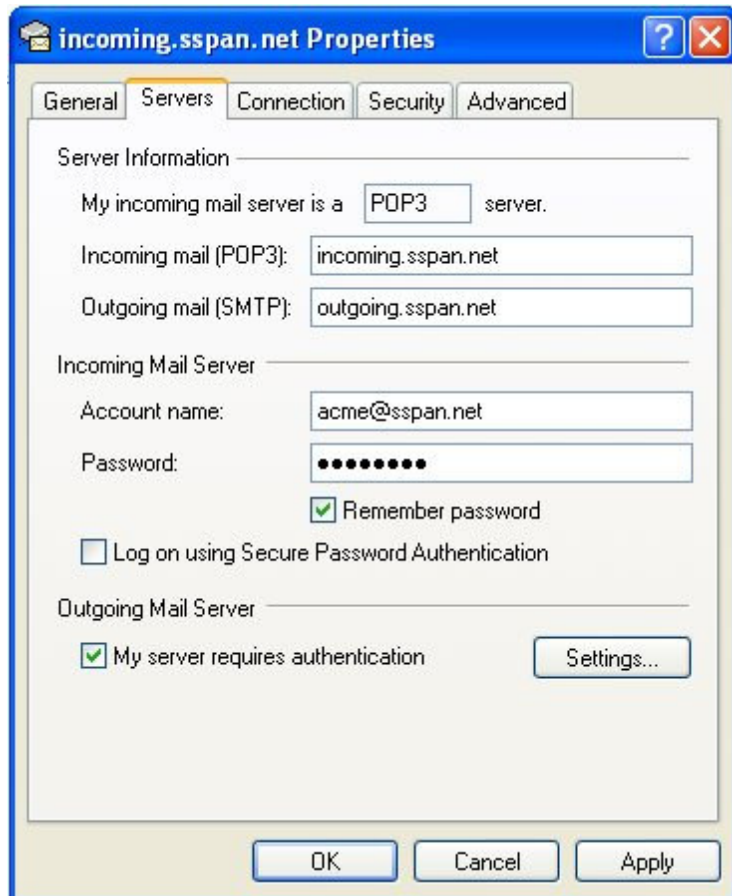 incoming.sspan.net Properties
General Servers Connection Security Advanced
Server Information
My incoming mail server is a POP3 server.
Incoming mail (POP3): incoming.sspan.net
Outgoing mail (SMTP): outgoing.sspan.net
Incoming Mail Server
Account name: acme@sspan.net
Password: ●●●●●●●●
Remember password
Log on using Secure Password Authentication
Outgoing Mail Server
My server requires authentication Settings...
OK Cancel Apply